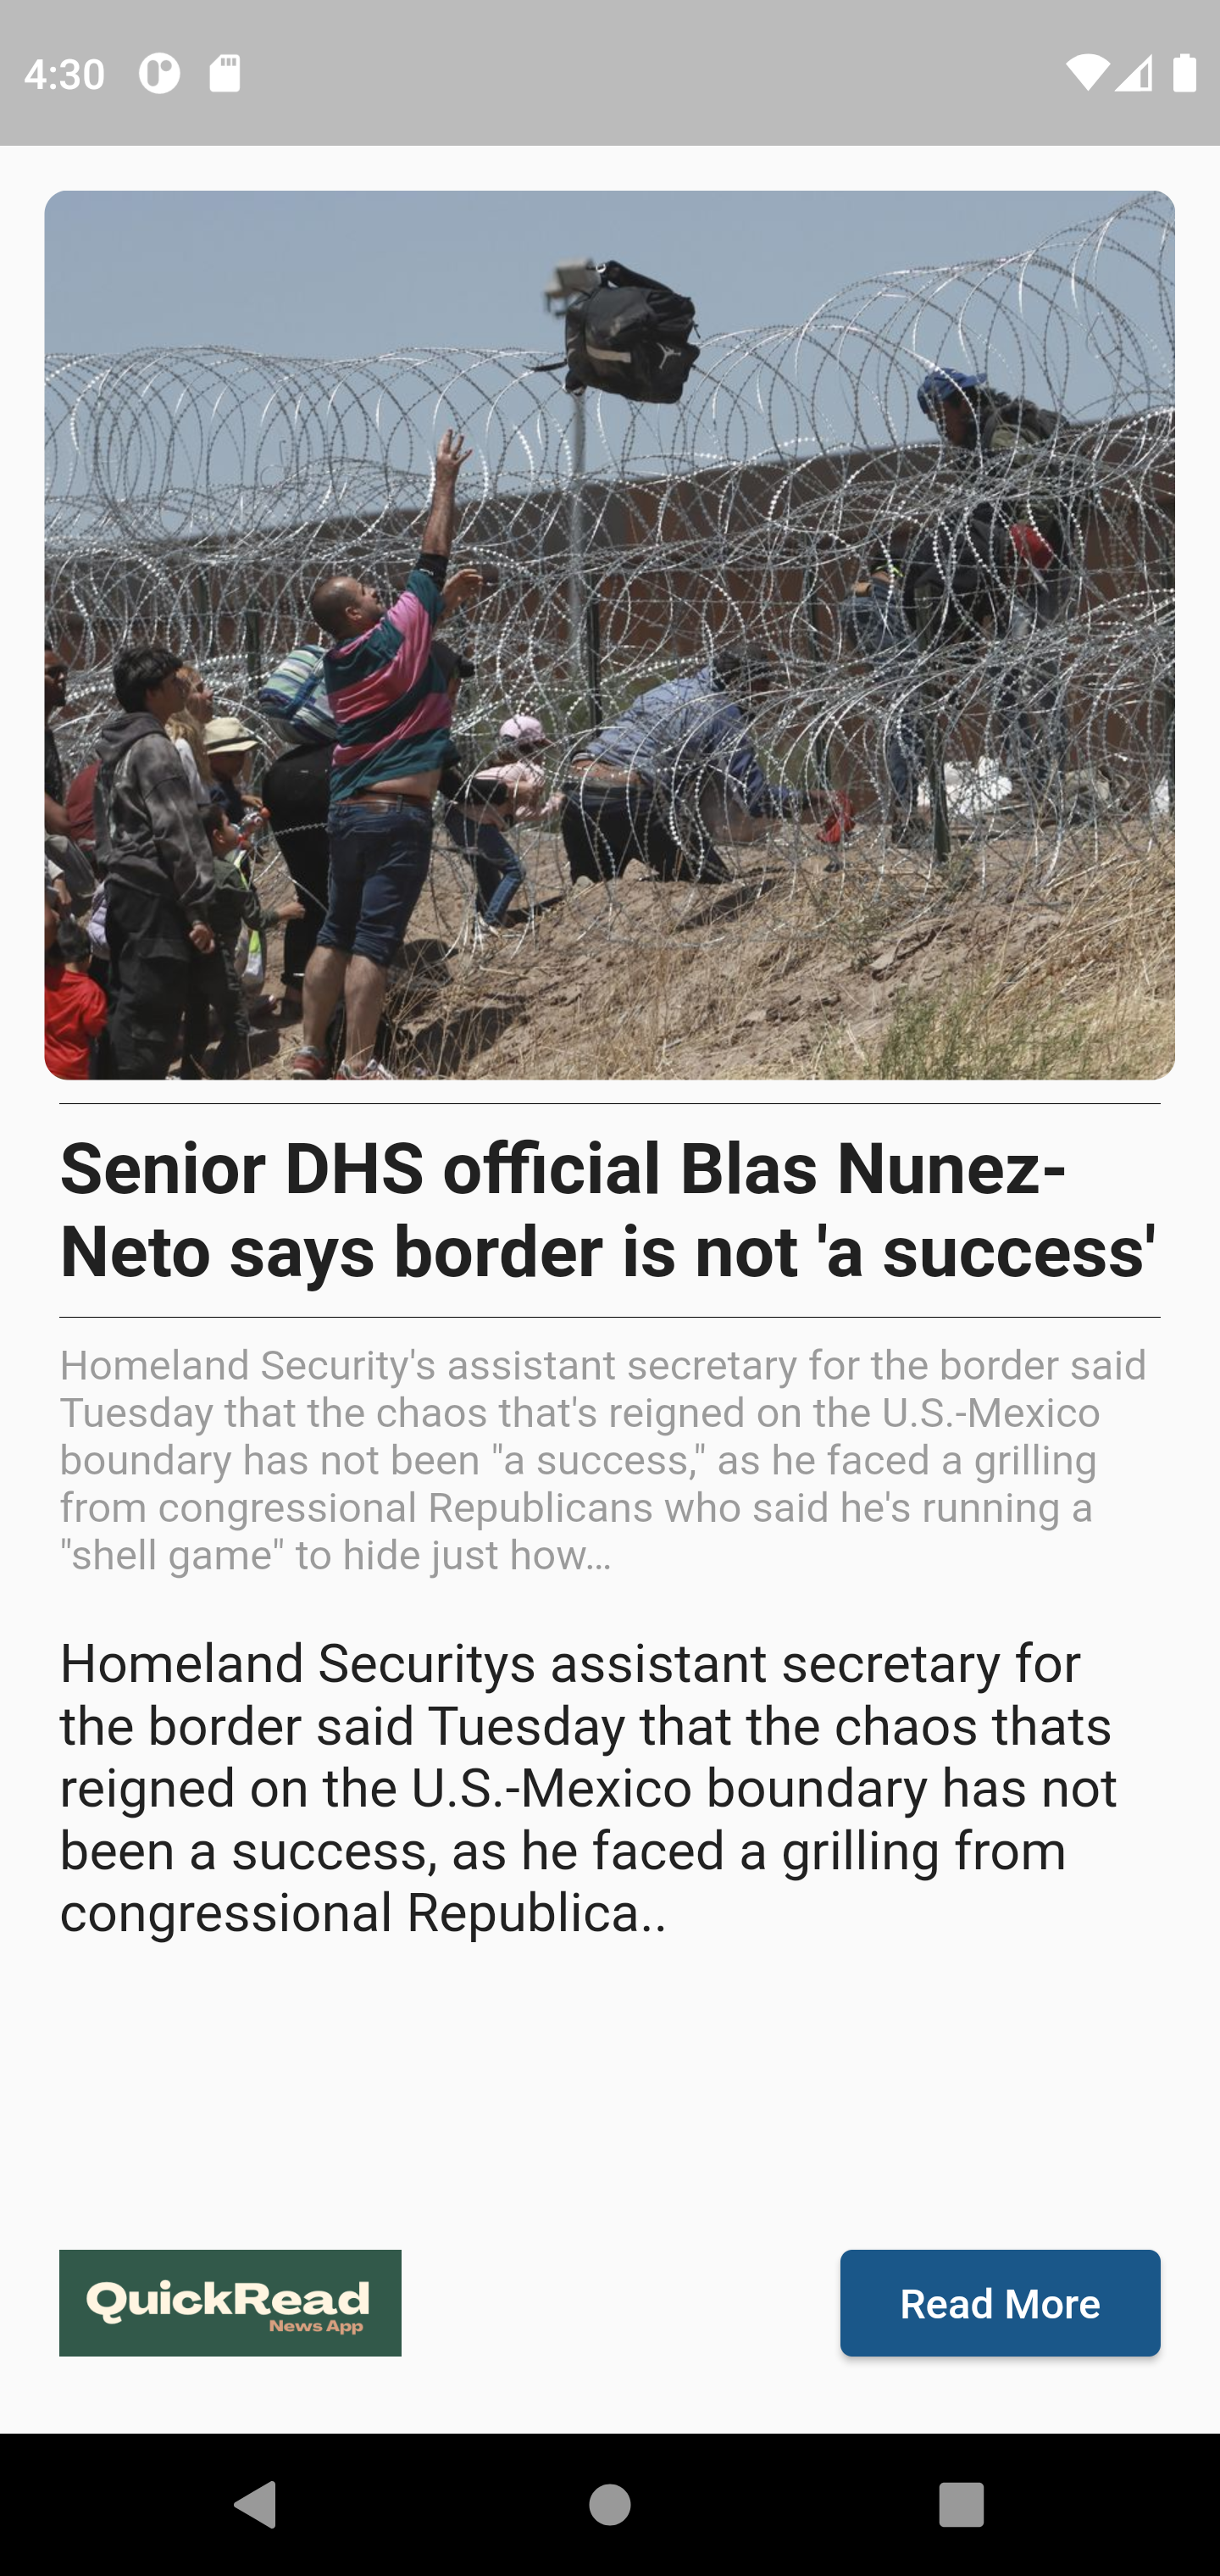 4:30
Senior DHS official Blas Nunez-
Neto says border is not 'a success'
Homeland Security's assistant secretary for the border said
Tuesday that the chaos that's reigned on the U.S.-Mexico
boundary has not been "a success," as he faced a grilling
from congressional Republicans who said he's running a
"shell game" to hide just how…
Homeland Securitys assistant secretary for
the border said Tuesday that the chaos thats
reigned on the U.S.-Mexico boundary has not
been a success, as he faced a grilling from
congressional Republica..
QuickRead
News App
Read More